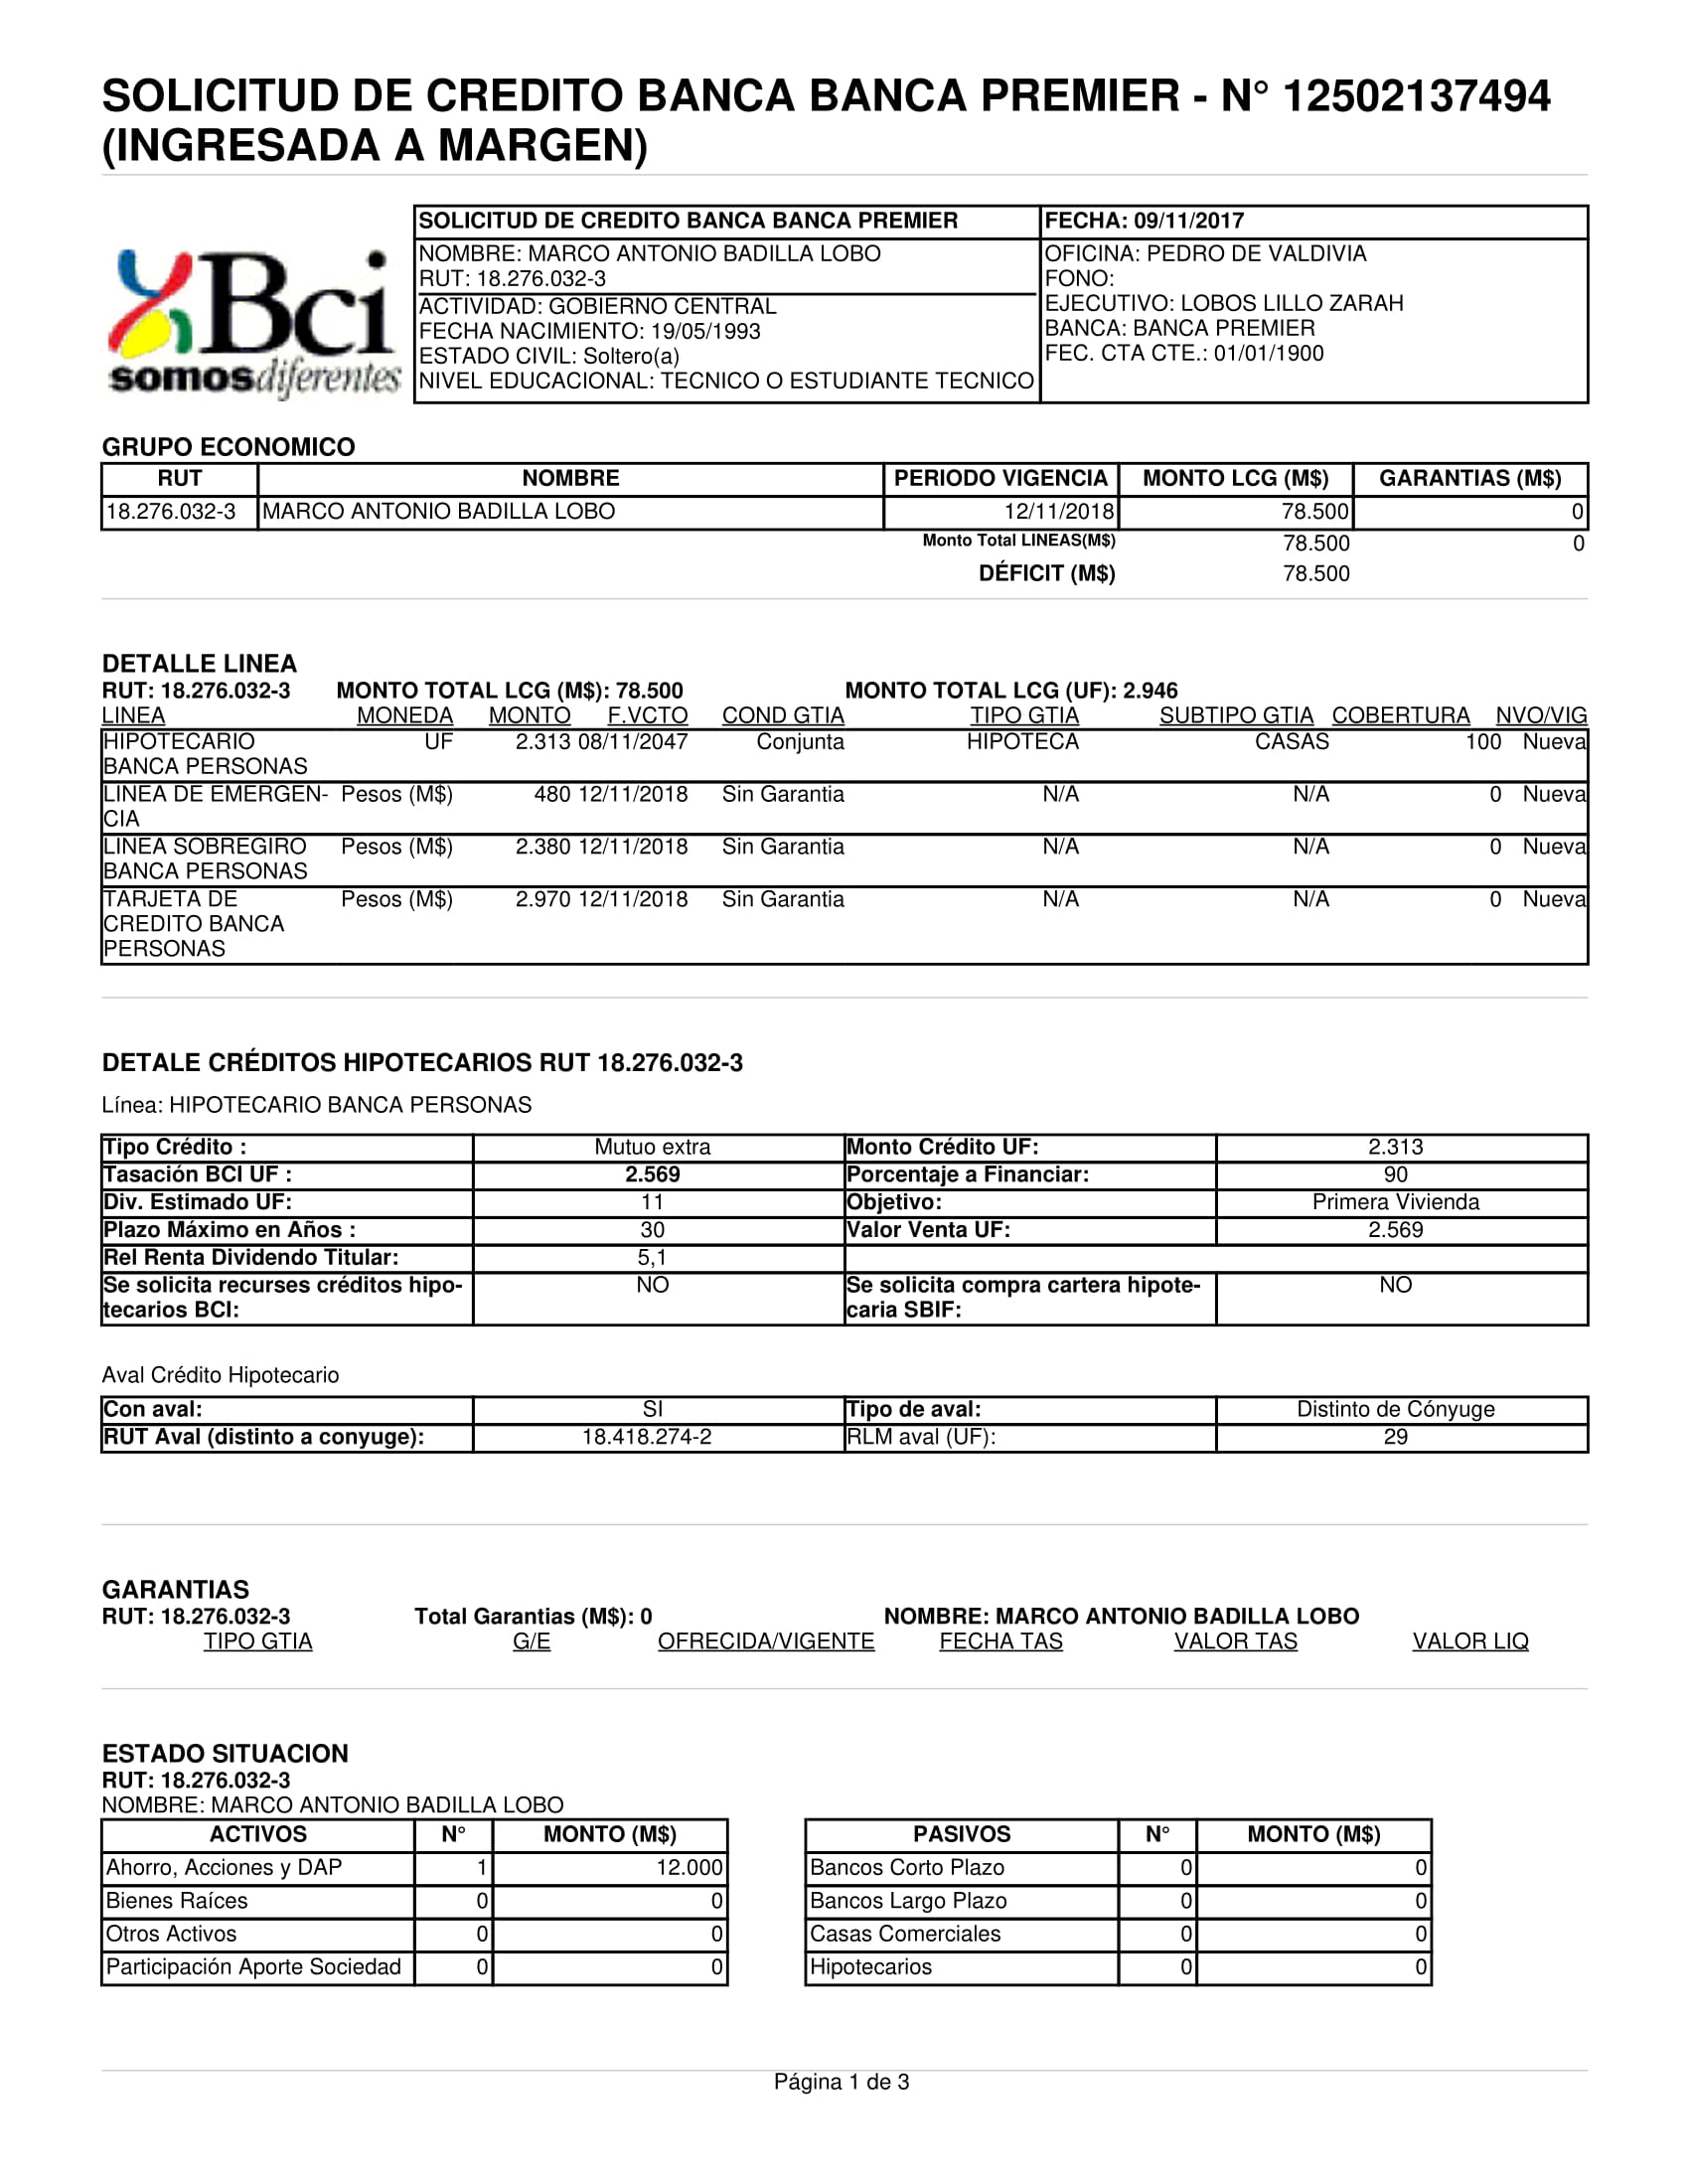 SOLICITUD DE CREDITO BANCA BANCA PREMIER - N° 12502137494
(INGRESADA A MARGEN)
Bci
somosdiferentes
SOLICITUD DE CREDITO BANCA BANCA PREMIER FECHA: 09/11/2017
NOMBRE: MARCO ANTONIO BADILLA LOBO
RUT: 18.276.032-3
ACTIVIDAD: GOBIERNO CENTRAL
FECHA NACIMIENTO: 19/05/1993
ESTADO CIVIL: Soltero(a)
NIVEL EDUCACIONAL: TECNICO O ESTUDIANTE TECNICO
OFICINA: PEDRO DE VALDIVIA
FONO:
EJECUTIVO: LOBOS LILLO ZARAH
BANCA: BANCA PREMIER
FEC. CTA CTE.: 01/01/1900
GRUPO ECONOMICO
RUT NOMBRE PERIODO VIGENCIA MONTO LCG (M$) GARANTIAS (M$)
18.276.032-3 MARCO ANTONIO BADILLA LOBO 12/11/2018 78.500 0
Monto Total LINEAS(M$) 78.500 0
DÉFICIT (M$) 78.500
DETALLE LINEA
RUT: 18.276.032-3 MONTO TOTAL LCG (M$): 78.500 MONTO TOTAL LCG (UF): 2.946
LINEA MONEDA MONTO F.VCTO COND GTIA TIPO GTIA SUBTIPO GTIA COBERTURA NVO/VIG
HIPOTECARIO UF 2.313 08/11/2047 Conjunta HIPOTECA CASAS 100 Nueva
BANCA PERSONAS
LINEA DE EMERGEN- Pesos (M$) 480 12/11/2018 Sin Garantia N/A N/A 0 Nueva
CIA
LINEA SOBREGIRO Pesos (M$) 2.380 12/11/2018 Sin Garantia N/A N/A 0 Nueva
BANCA PERSONAS
TARJETA DE Pesos (M$) 2.970 12/11/2018 Sin Garantia N/A N/A 0 Nueva
CREDITO BANCA
PERSONAS
DETALE CRÉDITOS HIPOTECARIOS RUT 18.276.032-3
Línea: HIPOTECARIO BANCA PERSONAS
Tipo Crédito : Mutuo extra Monto Crédito UF: 2.313
Tasación BCI UF : 2.569 Porcentaje a Financiar: 90
Div. Estimado UF: 11 Objetivo: Primera Vivienda
Plazo Máximo en Años : 30 Valor Venta UF: 2.569
Rel Renta Dividendo Titular: 5,1
Se solicita recurses créditos hipo- NO Se solicita compra cartera hipote- NO
tecarios BCI: caria SBIF:
Aval Crédito Hipotecario
Con aval: SI Tipo de aval: Distinto de Cónyuge
RUT Aval (distinto a conyuge): 18.418.274-2 RLM aval (UF): 29
GARANTIAS
RUT: 18.276.032-3 Total Garantias (M$): 0 NOMBRE: MARCO ANTONIO BADILLA LOBO
TIPO GTIA G/E OFRECIDA/VIGENTE FECHA TAS VALOR TAS VALOR LIQ
ESTADO SITUACION
RUT: 18.276.032-3
NOMBRE: MARCO ANTONIO BADILLA LOBO
ACTIVOS N° MONTO (M$) PASIVOS N° MONTO (M$)
Ahorro, Acciones y DAP 1 12.000 Bancos Corto Plazo 0 0
Bienes Raíces 0 0 Bancos Largo Plazo 0 0
Otros Activos 0 0 Casas Comerciales 0 0
Participación Aporte Sociedad 0 0 Hipotecarios 0 0
Página 1 de 3